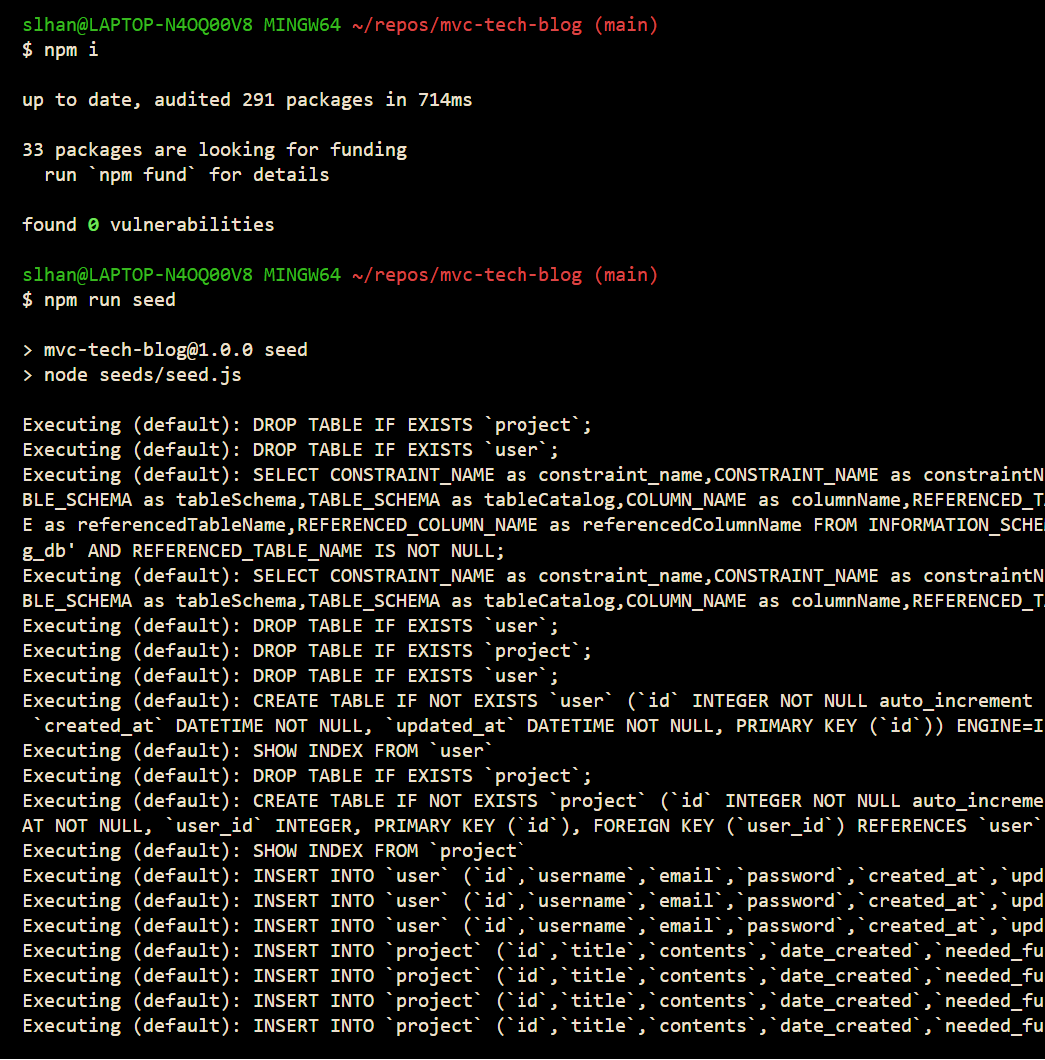 slhan@LAPTOP-N4OQ00V8 MINGW64 ~/repos/mvc-tech-blog (main)
$ npm i
up to date, audited 291 packages in 714ms
33 packages are looking for funding
  run `npm fund` for details
found 0 vulnerabilities
slhan@LAPTOP-N4OQ00V8 MINGW64 ~/repos/mvc-tech-blog (main)
$ npm run seed
> mvc-tech-blog@1.0.0 seed
> node seeds/seed.js
Executing (default): DROP TABLE IF EXISTS `project`;
Executing (default): DROP TABLE IF EXISTS `user`;
Executing (default): SELECT CONSTRAINT_NAME as constraint_name,CONSTRAINT_NAME as constraintN
BLE_SCHEMA as tableSchema,TABLE_SCHEMA as tableCatalog,COLUMN_NAME as columnName,REFERENCED_TA
E as referencedTableName,REFERENCED_COLUMN_NAME as referencedColumnName FROM INFORMATION_SCHE
g_db' AND REFERENCED_TABLE_NAME IS NOT NULL;
Executing (default): SELECT CONSTRAINT_NAME as constraint_name,CONSTRAINT_NAME as constraintN
BLE_SCHEMA as tableSchema,TABLE_SCHEMA as tableCatalog,COLUMN_NAME as columnName,REFERENCED_TA
Executing (default): DROP TABLE IF EXISTS `user`;
Executing (default): DROP TABLE IF EXISTS `project`;
Executing (default): DROP TABLE IF EXISTS `user`;
Executing (default): CREATE TABLE IF NOT EXISTS `user` (`id` INTEGER NOT NULL auto_increment
 `created_at` DATETIME NOT NULL, `updated_at` DATETIME NOT NULL, PRIMARY KEY (`id`)) ENGINE=I
Executing (default): SHOW INDEX FROM `user`
Executing (default): DROP TABLE IF EXISTS `project`;
Executing (default): CREATE TABLE IF NOT EXISTS `project` (`id` INTEGER NOT NULL auto_increme
AT NOT NULL, `user_id` INTEGER, PRIMARY KEY (`id`), FOREIGN KEY (`user_id`) REFERENCES `user`
Executing (default): SHOW INDEX FROM `project`
Executing (default): INSERT INTO `user` (`id`,`username`,`email`,`password`,`created_at`,`upd
Executing (default): INSERT INTO `user` (`id`,`username`,`email`,`password`,`created_at`,`upd
Executing (default): INSERT INTO `user` (`id`,`username`,`email`,`password`,`created_at`,`upd
Executing (default): INSERT INTO `project` (`id`,`title`,`contents`,`date_created`,`needed_fu
Executing (default): INSERT INTO `project` (`id`,`title`,`contents`,`date_created`,`needed_fu
Executing (default): INSERT INTO `project` (`id`,`title`,`contents`,`date_created`,`needed_fu
Executing (default): INSERT INTO `project` (`id`,`title`,`contents`,`date_created`,`needed_fu